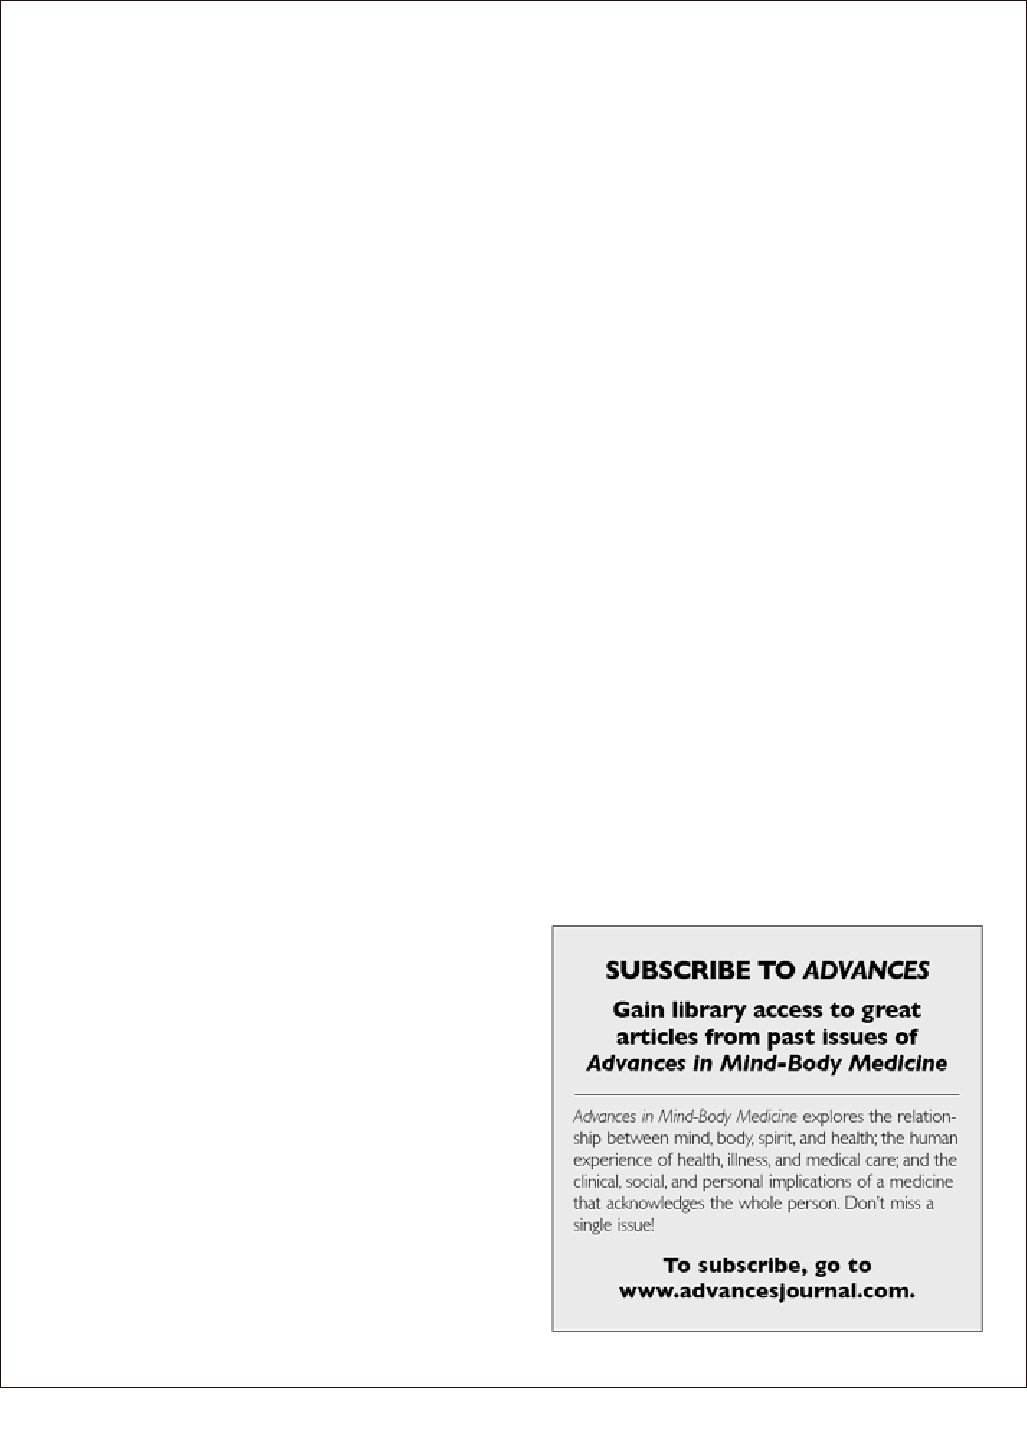 SUBSCRIBE TO ADVANCES
Gain library access to great
articles from past issues of
Advances in Mind-Body Medicine
Advances in Mind-Body Medicine explores the relation-
ship between mind, body, spirit, and health; the human
experience of health, illness, and medical care; and the
clinical, social, and personal implications of a medicine
that acknowledges the whole person. Don't miss a
single issue!
To subscribe, go to
www.advancesjournal.com.